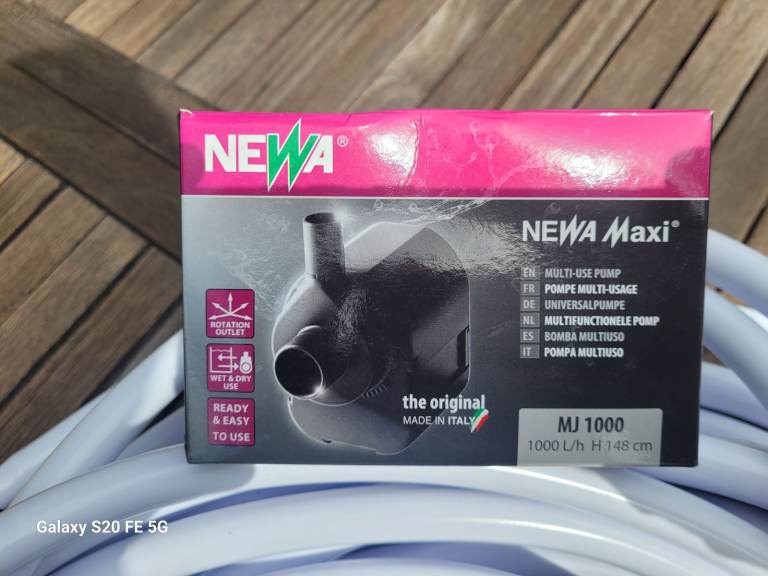 NEWA®
NEWA Maxi®
EN MULTI-USE PUMP
FR POMPE MULTI-USAGE
DE UNIVERSALPUMPE
NL MULTIFUNCTIONELE POMP
ES BOMBA MULTIUSO
IT POMPA MULTIUSO
ROTATION
OUTLET
WET & DRY
USE
READY
& EASY
TO USE
the original
MADE IN ITALY
MJ 1000
1000 L/h H 148 cm
Galaxy S20 FE 5G